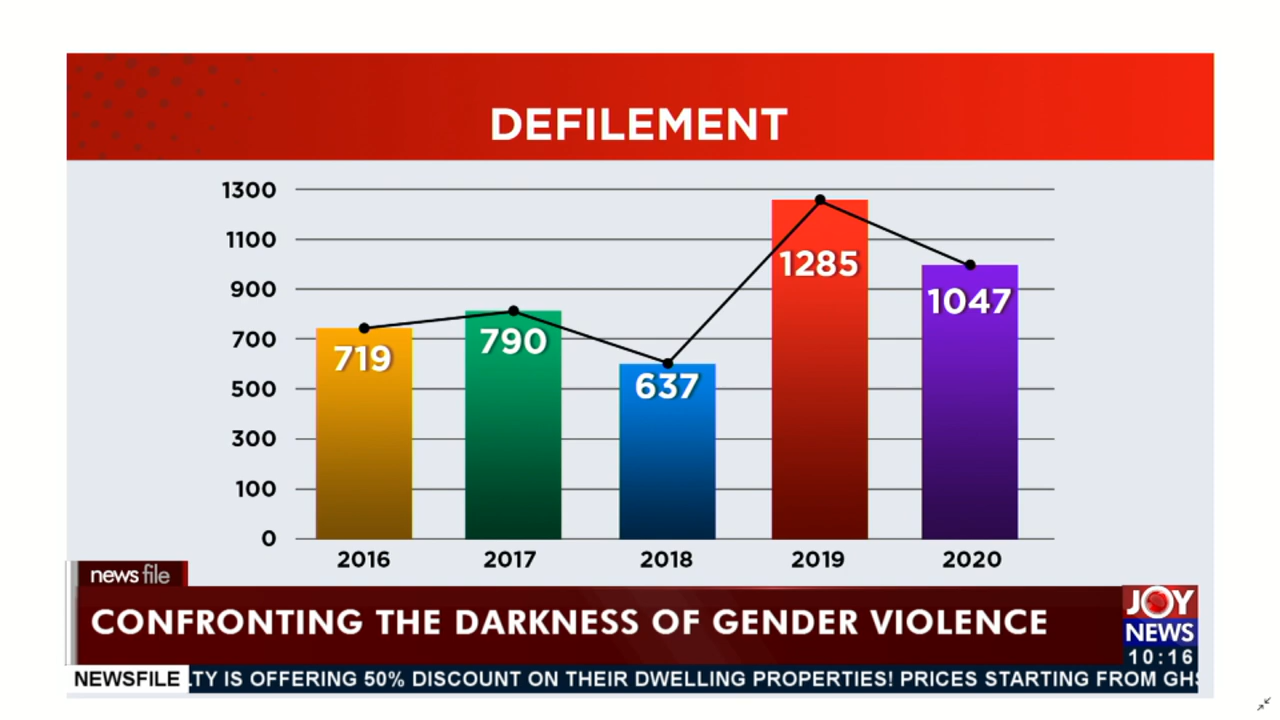 DEFILEMENT
1300
1100
900
700
500
300
100
0
719
790
637
1285
1047
2016
2017
2018
2019
2020
news file
CONFRONTING THE DARKNESS OF GENDER VIOLENCE
JOY
NEWS
10:16
NEWSFILE
LTY IS OFFERING 50% DISCOUNT ON THEIR DWELLING PROPERTIES! PRICES STARTING FROM GHS